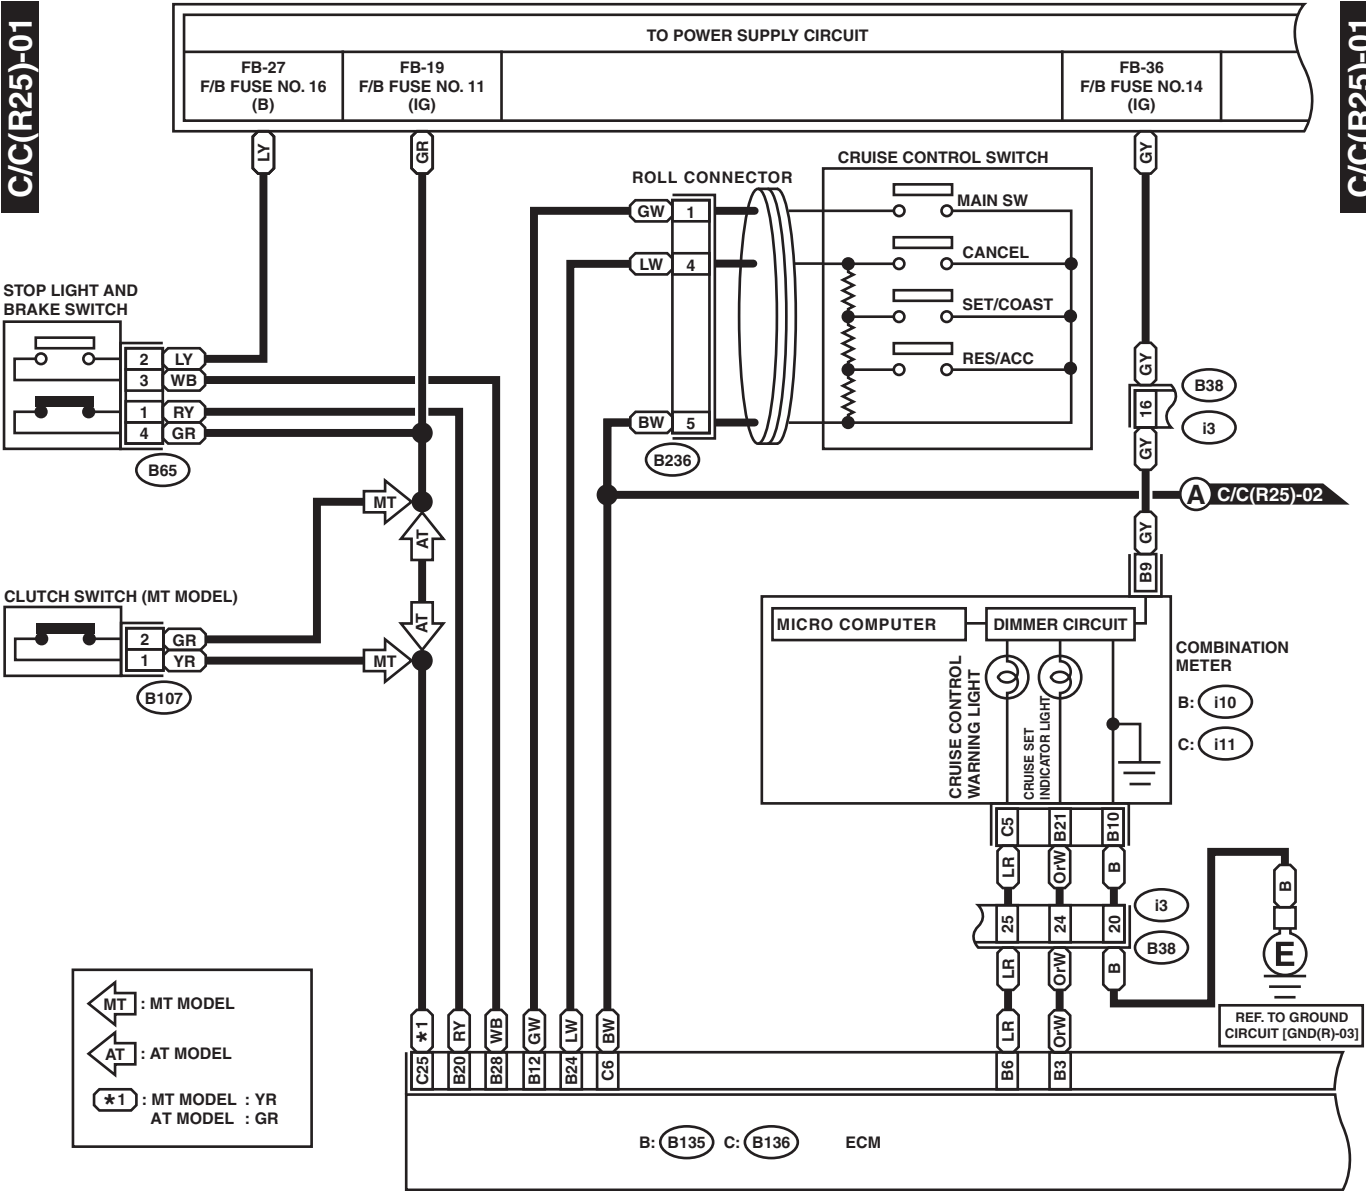 C/C(R25)-01
C/C(R25)-01
TO POWER SUPPLY CIRCUIT
FB-27
F/B FUSE NO. 16
(B)
FB-19
F/B FUSE NO. 11
(IG)
FB-36
F/B FUSE NO.14
(IG)
LY
GR
GY
CRUISE CONTROL SWITCH
ROLL CONNECTOR
GW 1
MAIN SW
LW 4
CANCEL
SET/COAST
RES/ACC
BW 5
B236
STOP LIGHT AND
BRAKE SWITCH
2 LY
3 WB
1 RY
4 GR
B65
GY
16
B38
i3
GY
A C/C(R25)-02
GY
B9
MT
AT
CLUTCH SWITCH (MT MODEL)
2 GR
1 YR
B107
AT
MT
MICRO COMPUTER
DIMMER CIRCUIT
CRUISE CONTROL
WARNING LIGHT
CRUISE SET
INDICATOR LIGHT
COMBINATION
METER
B: i10
C: i11
C5 B21 B10
LR OrW B
25 24 20
i3
B38
LR OrW B
B
E
REF. TO GROUND
CIRCUIT [GND(R)-03]
MT : MT MODEL
AT : AT MODEL
*1 : MT MODEL : YR
AT MODEL : GR
*1 RY WB GW LW BW LR OrW
C25 B20 B28 B12 B24 C6 B6 B3
B: B135 C: B136 ECM